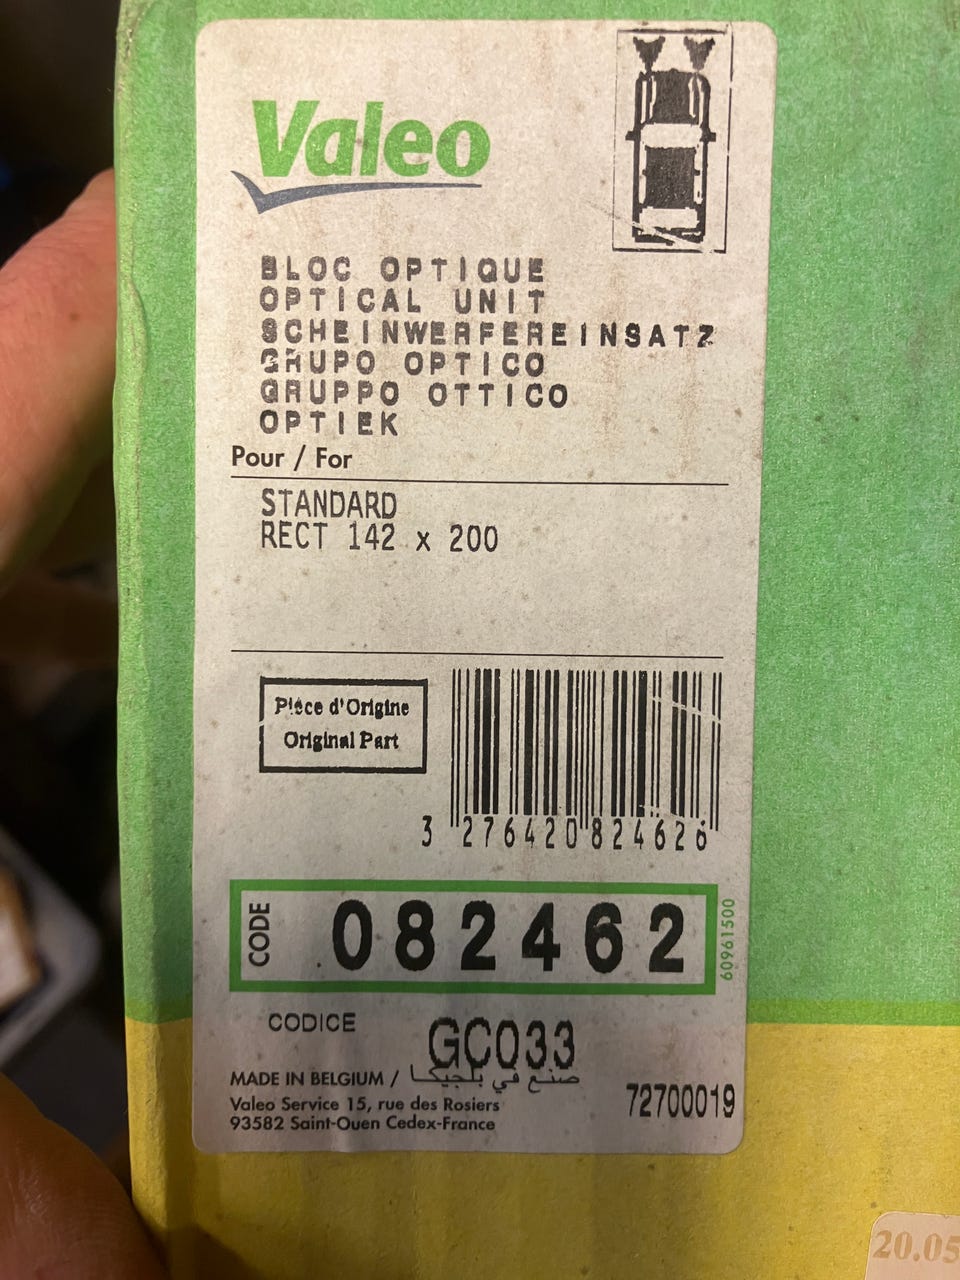 Valeo
BLOC OPTIQUE
OPTICAL UNIT
SCHEINWERFEREINSATZ
GRUPO OPTICO
GRUPPO OTTICO
OPTIEK
Pour / For
STANDARD
RECT 142 x 200
Pièce d'Origine
Original Part
3 276420 824626
CODE 082462 60961500
CODICE GC033
MADE IN BELGIUM / صنع في بلجيكا
Valeo Service 15, rue des Rosiers
93582 Saint-Ouen Cedex-France
72700019
20.05